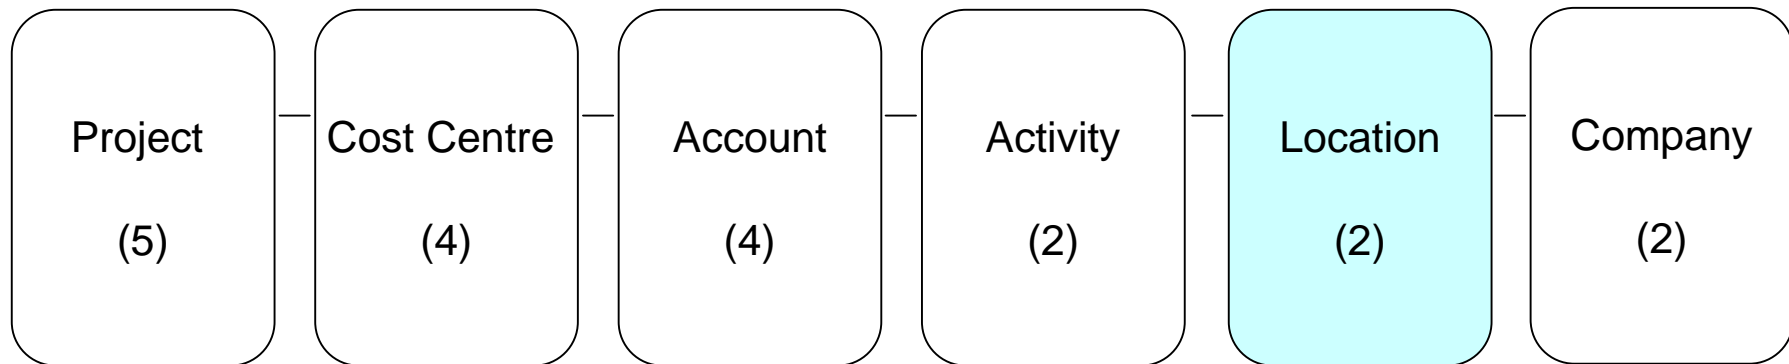 Project
(5)
Cost Centre
(4)
Account
(4)
Activity
(2)
Location
(2)
Company
(2)